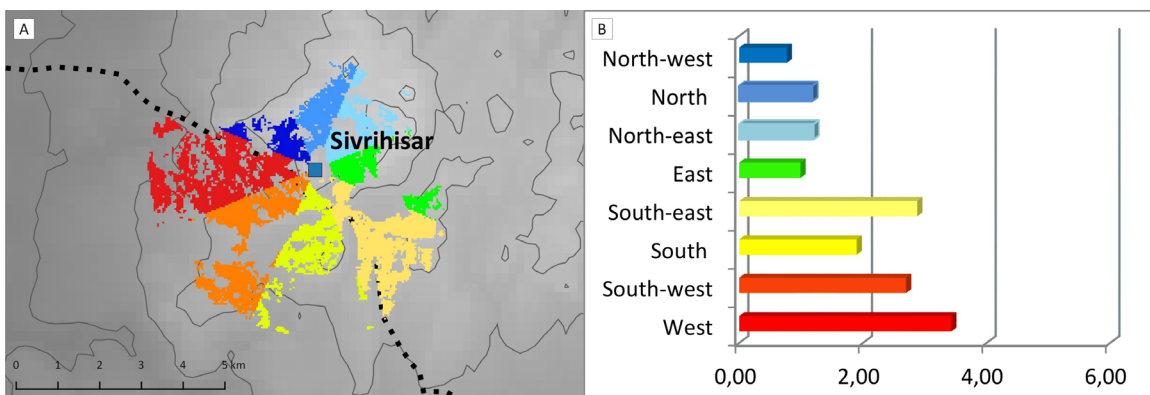 A
Sivrihisar
0 1 2 3 4 5 km
B
North-west
North
North-east
East
South-east
South
South-west
West
0,00 2,00 4,00 6,00